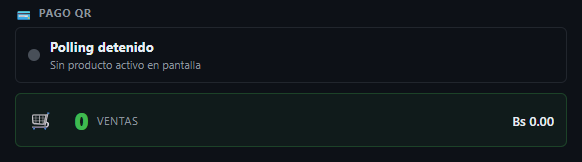 PAGO QR
Polling detenido
Sin producto activo en pantalla
0 VENTAS Bs 0.00